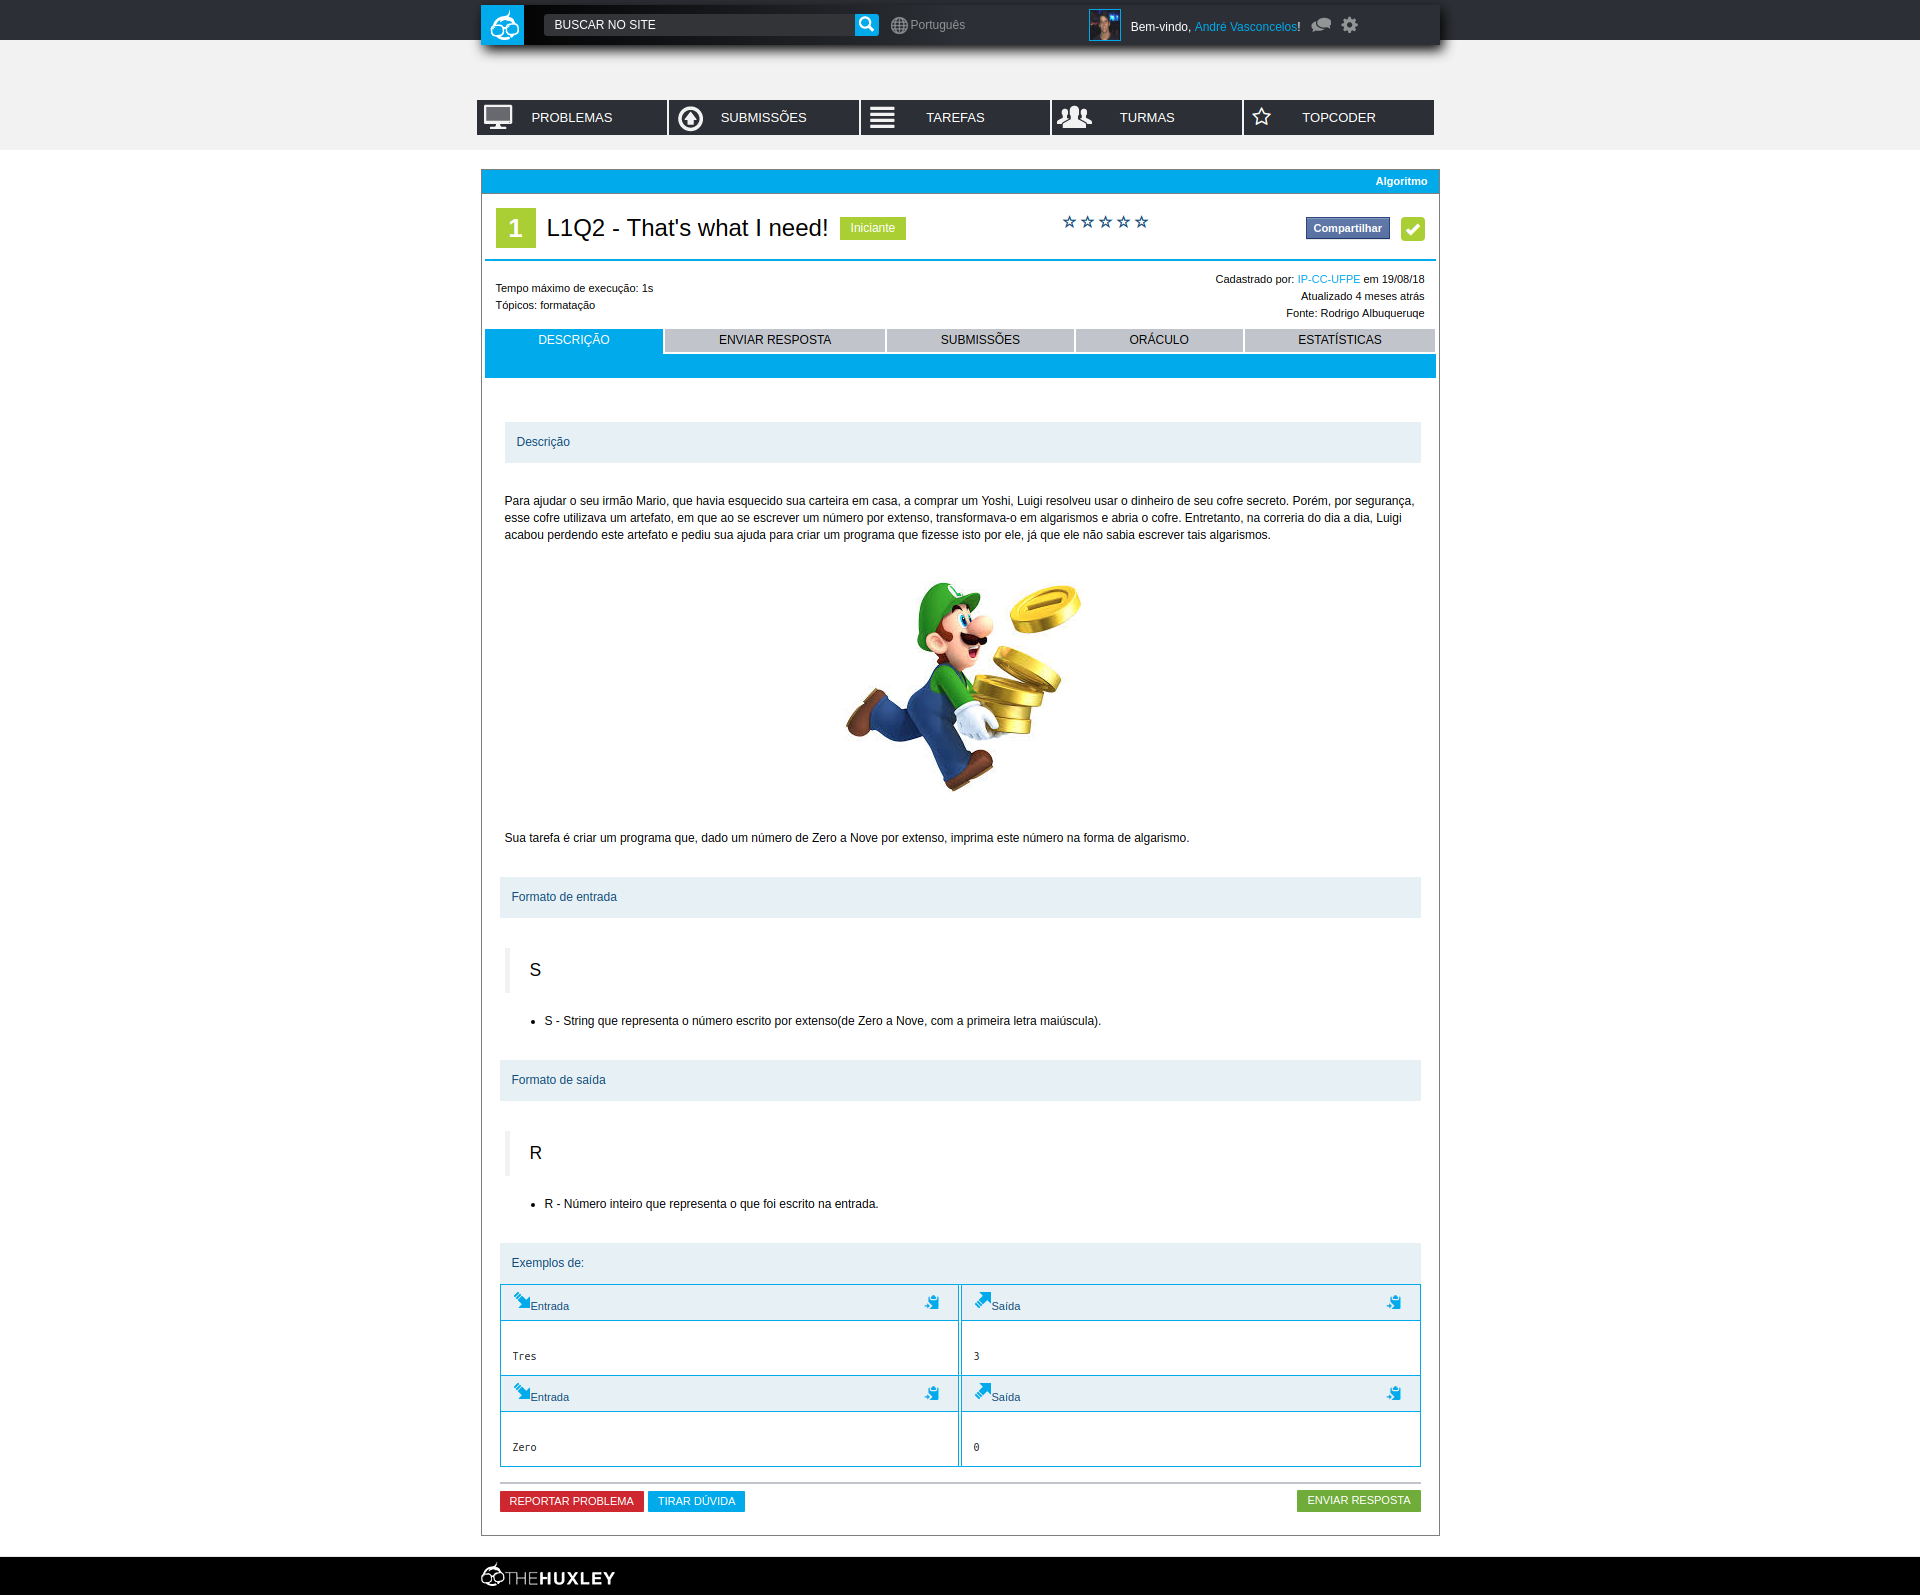 BUSCAR NO SITE
Português
Bem-vindo, André Vasconcelos!
PROBLEMAS
SUBMISSÕES
TAREFAS
TURMAS
TOPCODER
Algoritmo
1
L1Q2 - That's what I need!
Iniciante
Compartilhar
Tempo máximo de execução: 1s
Tópicos: formatação
Cadastrado por: IP-CC-UFPE em 19/08/18
Atualizado 4 meses atrás
Fonte: Rodrigo Albuqueruqe
DESCRIÇÃO
ENVIAR RESPOSTA
SUBMISSÕES
ORÁCULO
ESTATÍSTICAS
Descrição
Para ajudar o seu irmão Mario, que havia esquecido sua carteira em casa, a comprar um Yoshi, Luigi resolveu usar o dinheiro de seu cofre secreto. Porém, por segurança,
esse cofre utilizava um artefato, em que ao se escrever um número por extenso, transformava-o em algarismos e abria o cofre. Entretanto, na correria do dia a dia, Luigi
acabou perdendo este artefato e pediu sua ajuda para criar um programa que fizesse isto por ele, já que ele não sabia escrever tais algarismos.
Sua tarefa é criar um programa que, dado um número de Zero a Nove por extenso, imprima este número na forma de algarismo.
Formato de entrada
S
• S - String que representa o número escrito por extenso(de Zero a Nove, com a primeira letra maiúscula).
Formato de saída
R
• R - Número inteiro que representa o que foi escrito na entrada.
Exemplos de:
Entrada
Saída
Tres
3
Entrada
Saída
Zero
0
REPORTAR PROBLEMA
TIRAR DÚVIDA
ENVIAR RESPOSTA
THEHUXLEY